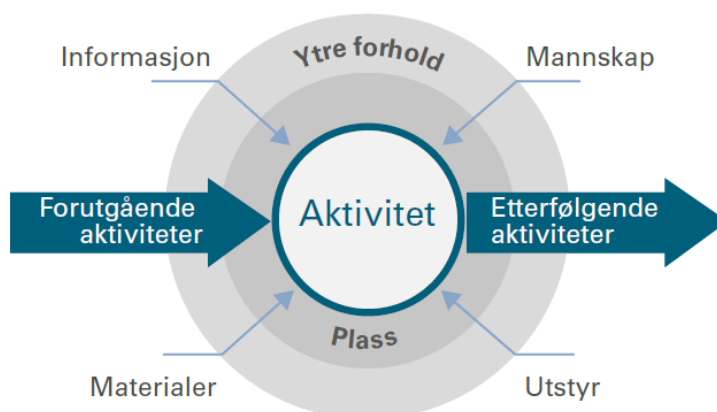 Ytre forhold
Informasjon
Mannskap
Forutgående
aktiviteter
Aktivitet
Etterfølgende
aktiviteter
Plass
Materialer
Utstyr